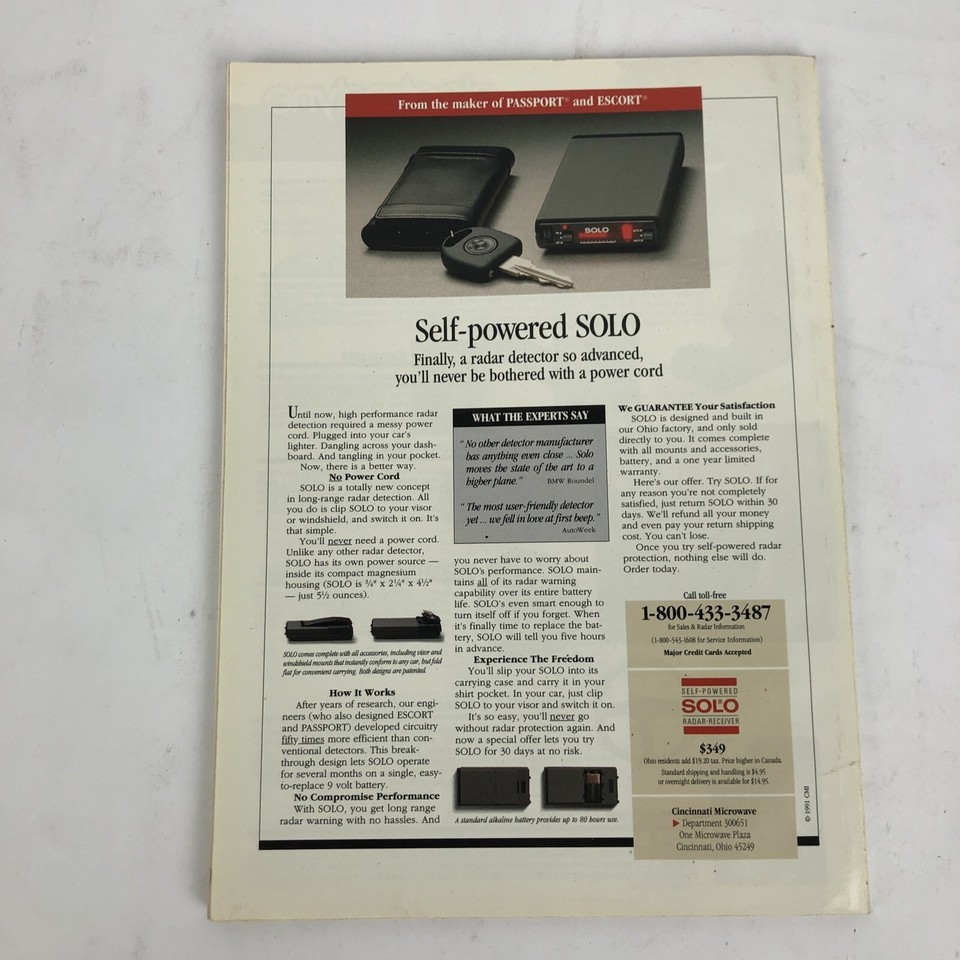 From the maker of PASSPORT® and ESCORT®
SOLO
Self-powered SOLO
Finally, a radar detector so advanced,
you'll never be bothered with a power cord
Until now, high performance radar
detectors required a messy power
cord. Plugged into your car's
lighter. Dangling across your dash-
board. And tangling in your pocket.
Now, there is a better way.
No Power Cord
SOLO is a totally new concept
in long-range radar detection. All
you do is clip SOLO to your visor
or windshield, and switch it on. It's
that simple.
You'll never need a power cord.
Unlike any other radar detector,
SOLO has its own power source —
inside its compact magnesium
housing (SOLO is ¾" x 2¼" x 4½"
— just 5½ ounces).
SOLO comes complete with all accessories, including visor and
windshield mounts that instantly conform to any car, but fold
flat for convenient carrying. Both designs are patented.
How It Works
After years of research, our engi-
neers (who also designed ESCORT
and PASSPORT) developed circuitry
fifty times more efficient than con-
ventional detectors. This break-
through design lets SOLO operate
for several months on a single, easy-
to-replace 9 volt battery.
No Compromise Performance
With SOLO, you get long range
radar warning with no hassles. And
WHAT THE EXPERTS SAY
"No other detector manufacturer
has anything even close ... Solo
moves the state of the art to a
higher plane." BMW Roundel
"The most user-friendly detector
yet ... we fell in love at first beep."
AutoWeek
you never have to worry about
SOLO's performance. SOLO main-
tains all of its radar warning
capability over its entire battery
life. SOLO's even smart enough to
turn itself off if you forget. When
it's finally time to replace the bat-
tery, SOLO will tell you five hours
in advance.
Experience The Freedom
You'll slip your SOLO into its
carrying case and carry it in your
shirt pocket. In your car, just clip
SOLO to your visor and switch it on.
It's so easy, you'll never go
without radar protection again. And
now a special offer lets you try
SOLO for 30 days at no risk.
A standard alkaline battery provides up to 80 hours use.
We GUARANTEE Your Satisfaction
SOLO is designed and built in
our Ohio factory, and only sold
directly to you. It comes complete
with all mounts and accessories,
battery, and a one year limited
warranty.
Here's our offer. Try SOLO. If for
any reason you're not completely
satisfied, just return SOLO within 30
days. We'll refund all your money
and even pay your return shipping
cost. You can't lose.
Once you try self-powered radar
protection, nothing else will do.
Order today.
Call toll-free
1-800-433-3487
for Sales & Radar Information
(1-800-543-1608 for Service Information)
Major Credit Cards Accepted
SELF-POWERED
SOLO
RADAR-RECEIVER
$349
Ohio residents add $19.20 tax. Price higher in Canada.
Standard shipping and handling is $4.95
or overnight delivery is available for $14.95.
Cincinnati Microwave
Department 300651
One Microwave Plaza
Cincinnati, Ohio 45249
© 1991 CMI